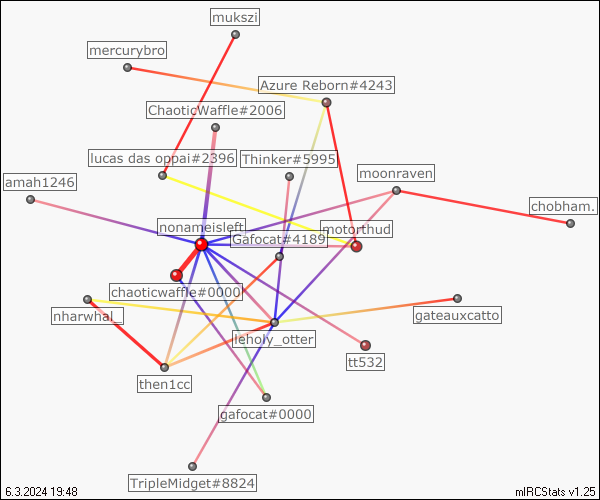 mukszi
mercurybro
Azure Reborn#4243
ChaoticWaffle#2006
lucas das oppai#2396
Thinker#5995
moonraven
amah1246
chobham.
nonameisleft
motorthud
Gafocat#4189
chaoticwaffle#0000
nharwhal_
gateauxcatto
leholy_otter
tt532
then1cc
gafocat#0000
TripleMidget#8824
6.3.2024 19:48
mIRCStats v1.25